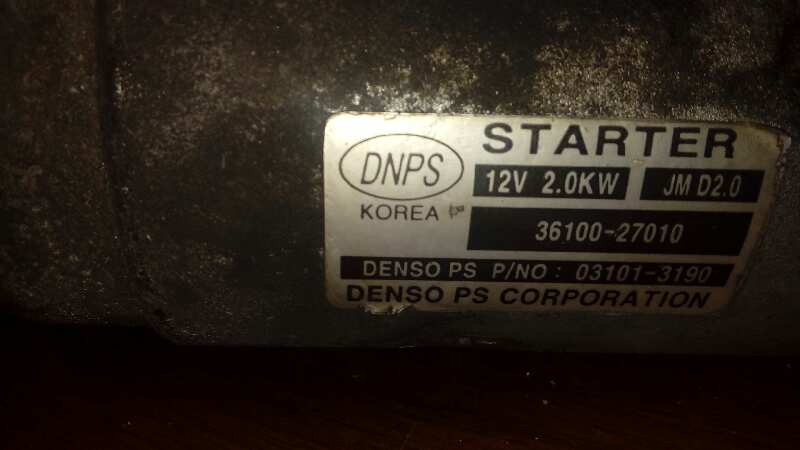 STARTER
DNPS
12V 2.0KW JM D2.0
KOREA
36100-27010
DENSO PS P/NO : 03101-3190
DENSO PS CORPORATION